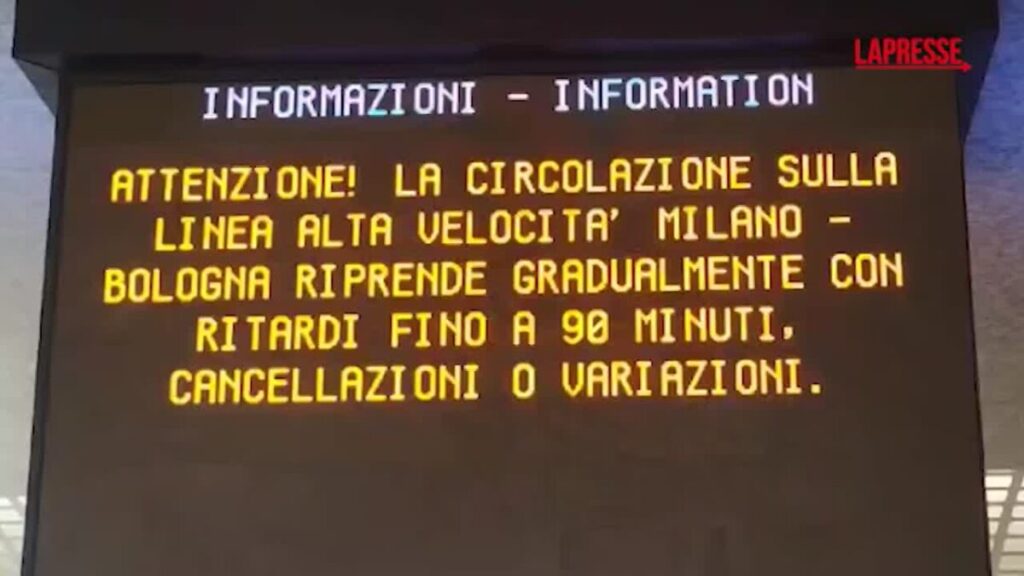 LAPRESSE
INFORMAZIONI - INFORMATION
ATTENZIONE! LA CIRCOLAZIONE SULLA
LINEA ALTA VELOCITA' MILANO -
BOLOGNA RIPRENDE GRADUALMENTE CON
RITARDI FINO A 90 MINUTI,
CANCELLAZIONI O VARIAZIONI.